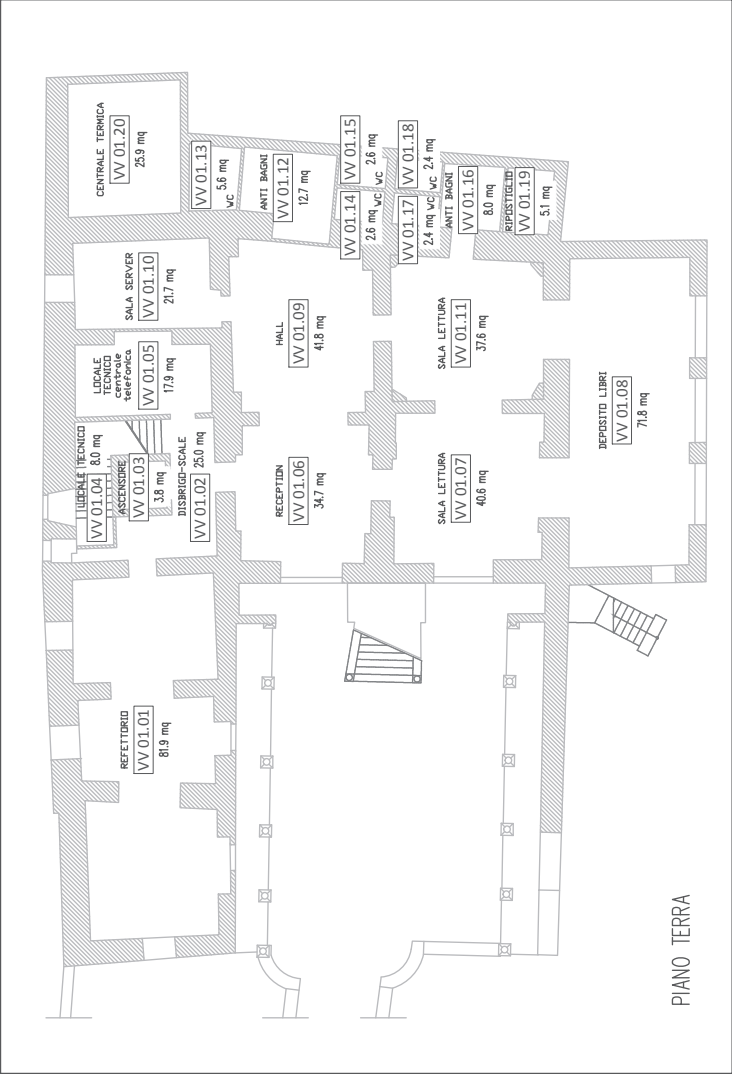 CENTRALE TERMICA
VV 01.20
25.9 mq
VV 01.13
5.6 mq
WC
ANTI BAGNI
VV 01.12
12.7 mq
VV 01.15
2.6 mq
WC
VV 01.14
2.6 mq
WC
VV 01.18
2.4 mq
WC
VV 01.17
2.4 mq
WC
ANTI BAGNI
VV 01.16
8.0 mq
RIPOSTIGLIO
VV 01.19
5.1 mq
SALA SERVER
VV 01.10
21.7 mq
LOCALE
TECNICO
centrale
telefonica
VV 01.05
17.9 mq
HALL
VV 01.09
41.8 mq
SALA LETTURA
VV 01.11
37.6 mq
DEPOSITO LIBRI
VV 01.08
71.8 mq
LOCALE TECNICO
VV 01.04
8.0 mq
ASCENSORE
VV 01.03
3.8 mq
DISBRIGO-SCALE
VV 01.02
25.0 mq
RECEPTION
VV 01.06
34.7 mq
SALA LETTURA
VV 01.07
40.6 mq
REFETTORIO
VV 01.01
81.9 mq
PIANO TERRA